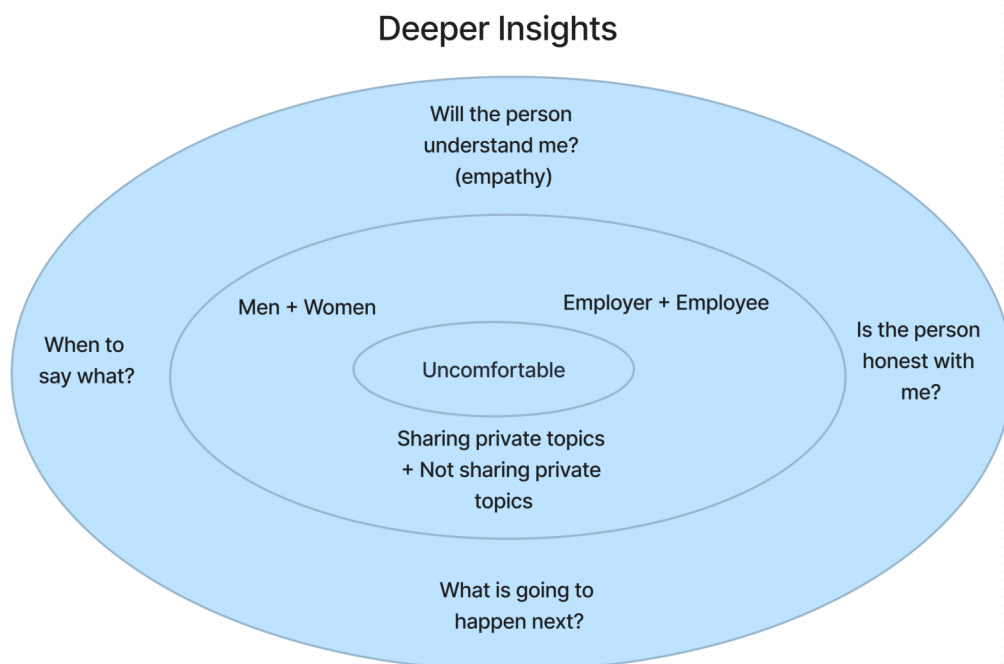 Deeper Insights
Will the person
understand me?
(empathy)
Men + Women
Employer + Employee
When to
say what?
Uncomfortable
Is the person
honest with
me?
Sharing private topics
+ Not sharing private
topics
What is going to
happen next?